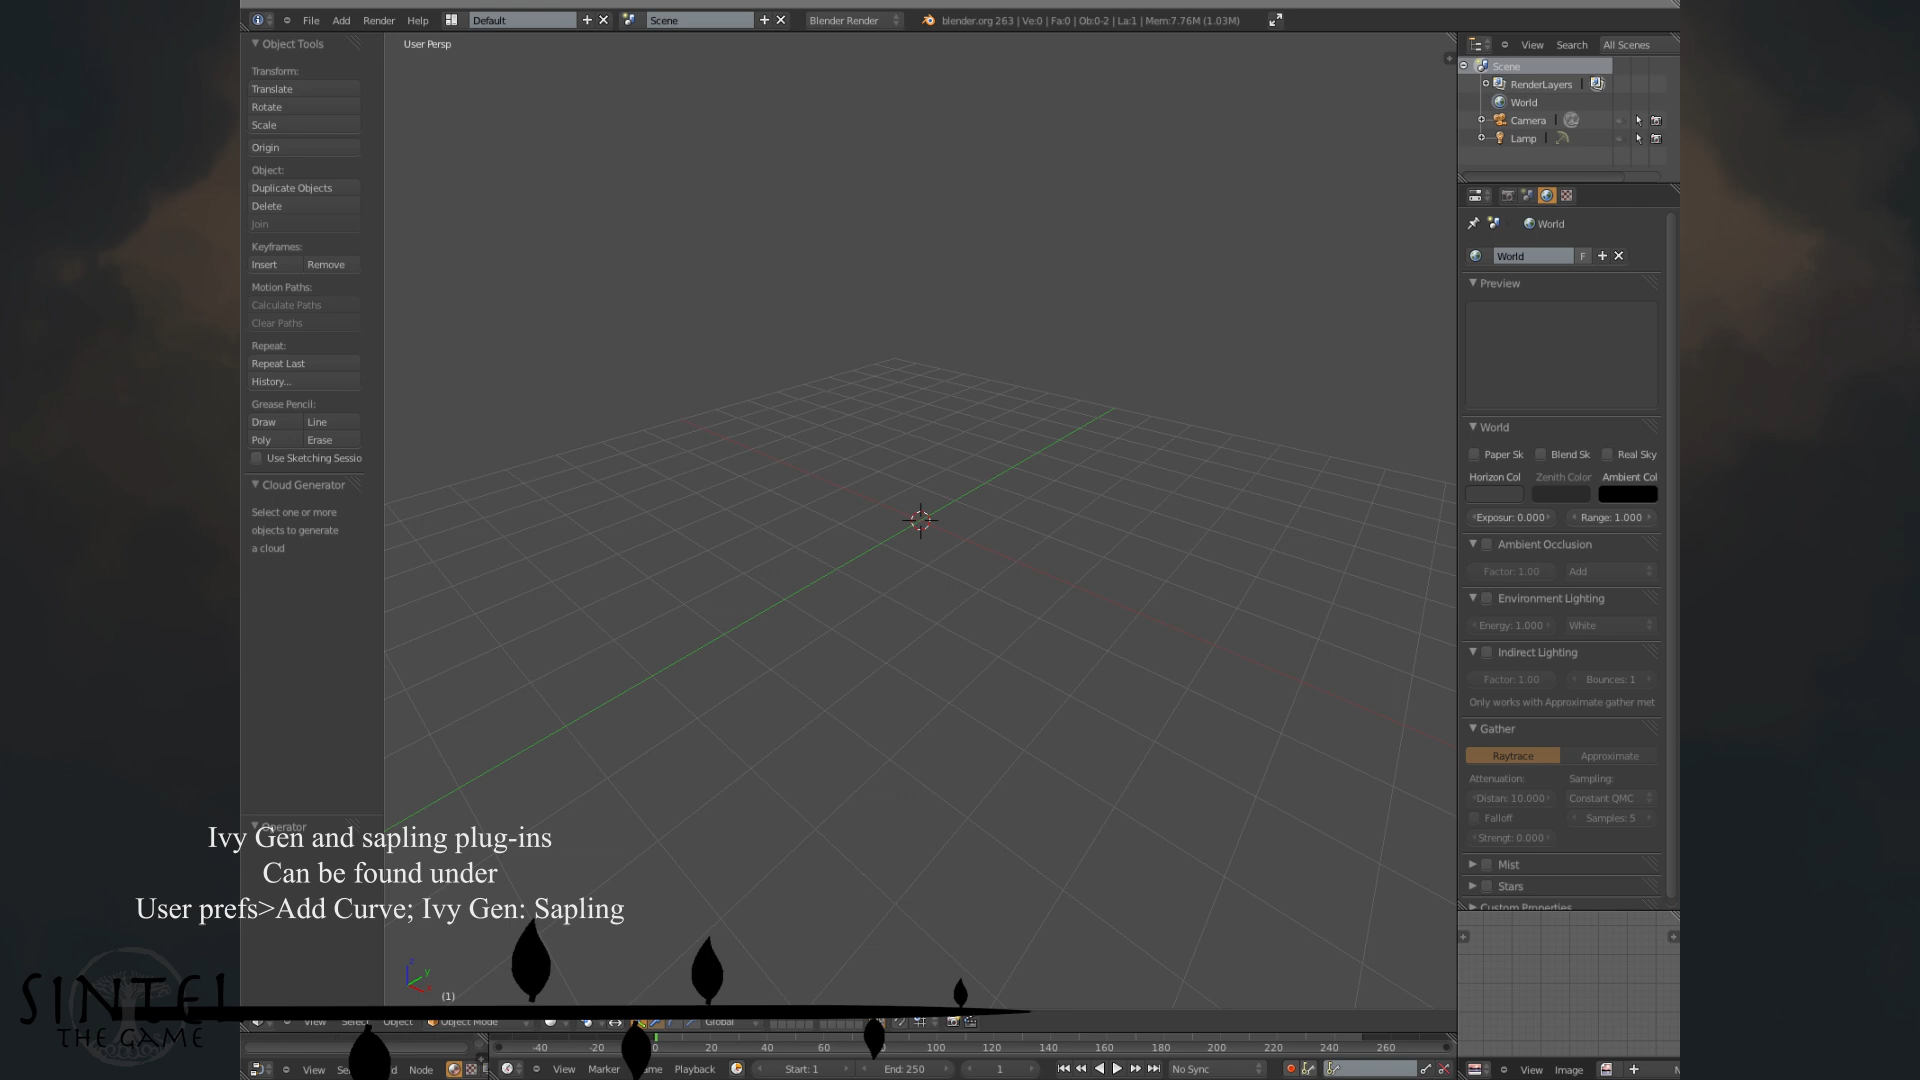 File Add Render Help Default Scene Blender Render blender.org 263 | Ve:0 | Fa:0 | Ob:0-2 | La:1 | Mem:7.76M (1.03M)
Object Tools
Transform:
Translate
Rotate
Scale
Origin
Object:
Duplicate Objects
Delete
Join
Keyframes:
Insert Remove
Motion Paths:
Calculate Paths
Clear Paths
Repeat:
Repeat Last
History...
Grease Pencil:
Draw Line
Poly Erase
Use Sketching Sessio
Cloud Generator
Select one or more
objects to generate
a cloud
Operator
User Persp
View Search All Scenes
Scene
RenderLayers
World
Camera
Lamp
World
World F
Preview
World
Paper Sk Blend Sk Real Sky
Horizon Col Zenith Color Ambient Col
Exposur: 0.000 Range: 1.000
Ambient Occlusion
Factor: 1.00 Add
Environment Lighting
Energy: 1.000 White
Indirect Lighting
Factor: 1.00 Bounces: 1
Only works with Approximate gather met
Gather
Raytrace Approximate
Attenuation: Sampling:
Distan: 10.000 Constant QMC
Falloff Samples: 5
Strengt: 0.000
Mist
Stars
Custom Properties
Ivy Gen and sapling plug-ins
Can be found under
User prefs>Add Curve; Ivy Gen: Sapling
SINTEL
THE GAME
z y x
(1)
View Select Object Object Mode Global
-40 -20 0 20 40 60 80 100 120 140 160 180 200 220 240 260
View Node View Marker Playback Start: 1 End: 250 1 No Sync View Image